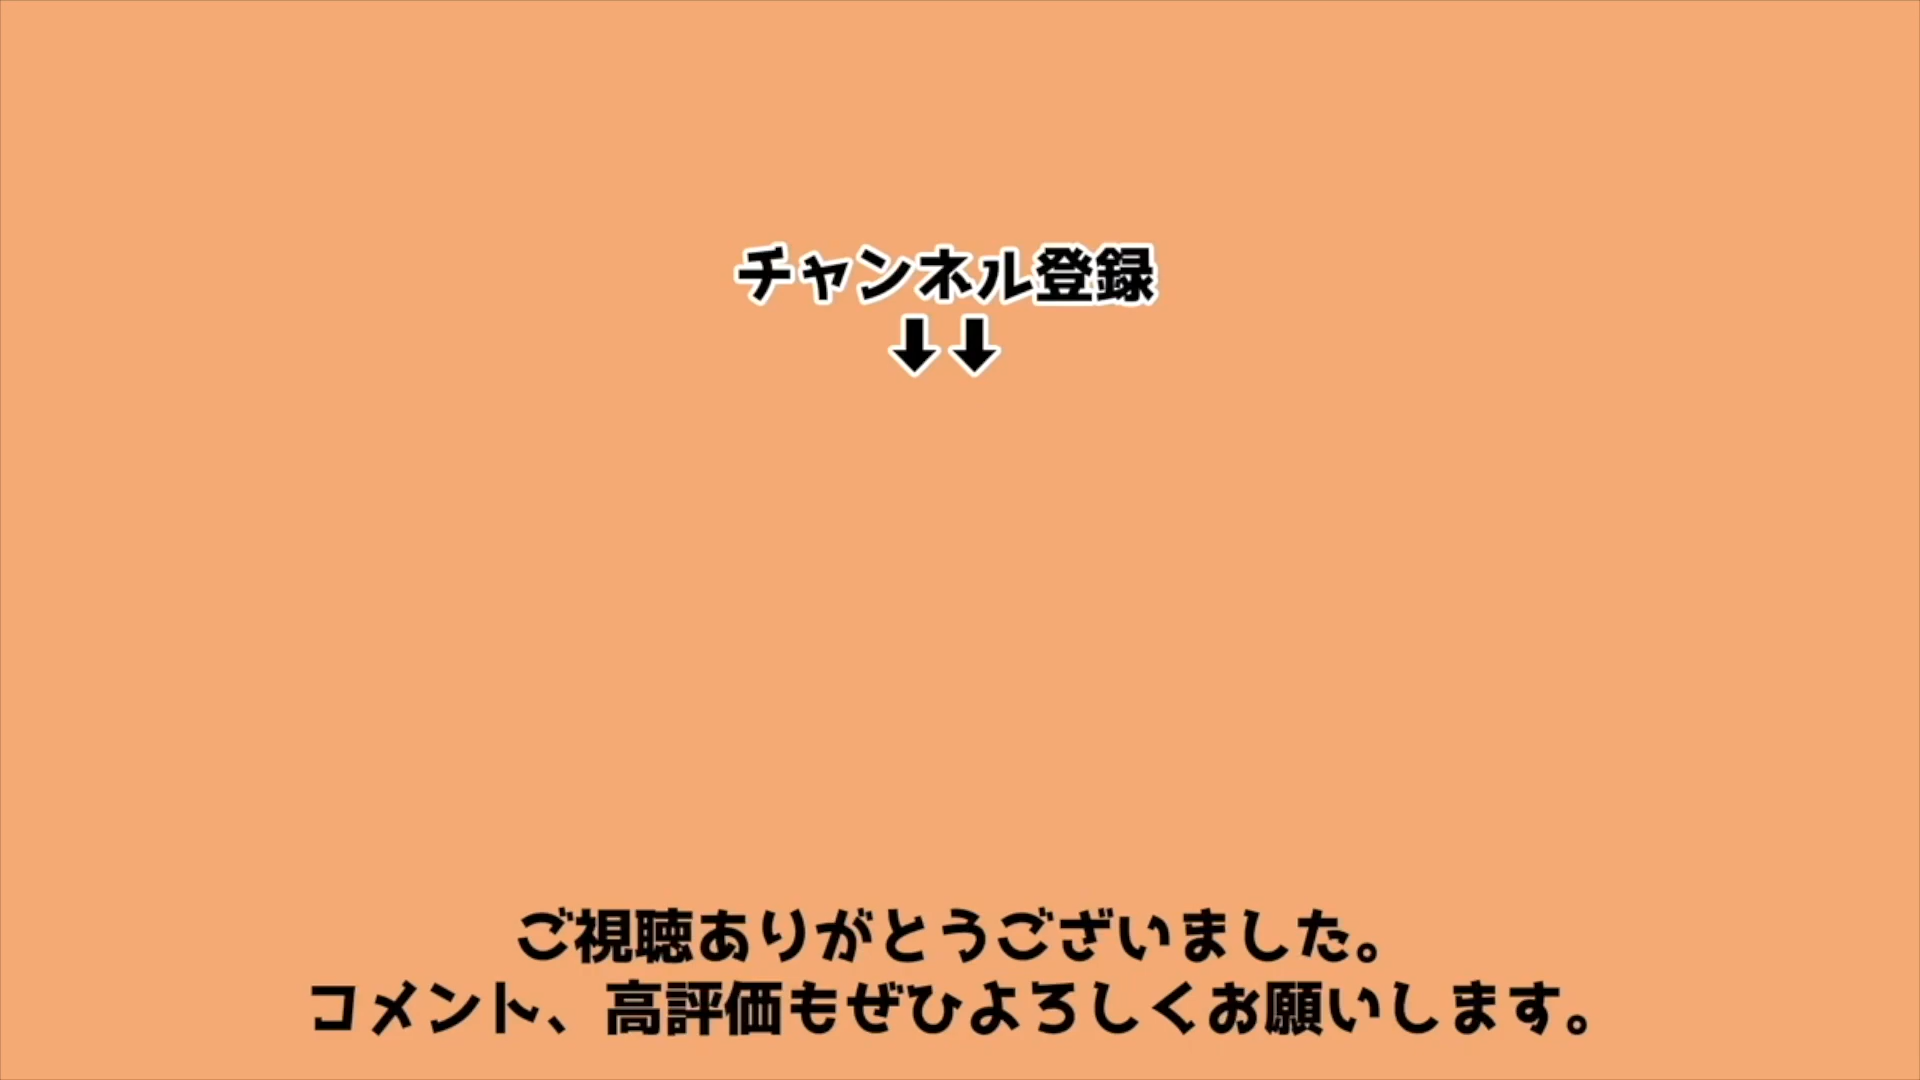 チャンネル登録
⬇⬇
ご視聴ありがとうございました。
コメント、高評価もぜひよろしくお願いします。